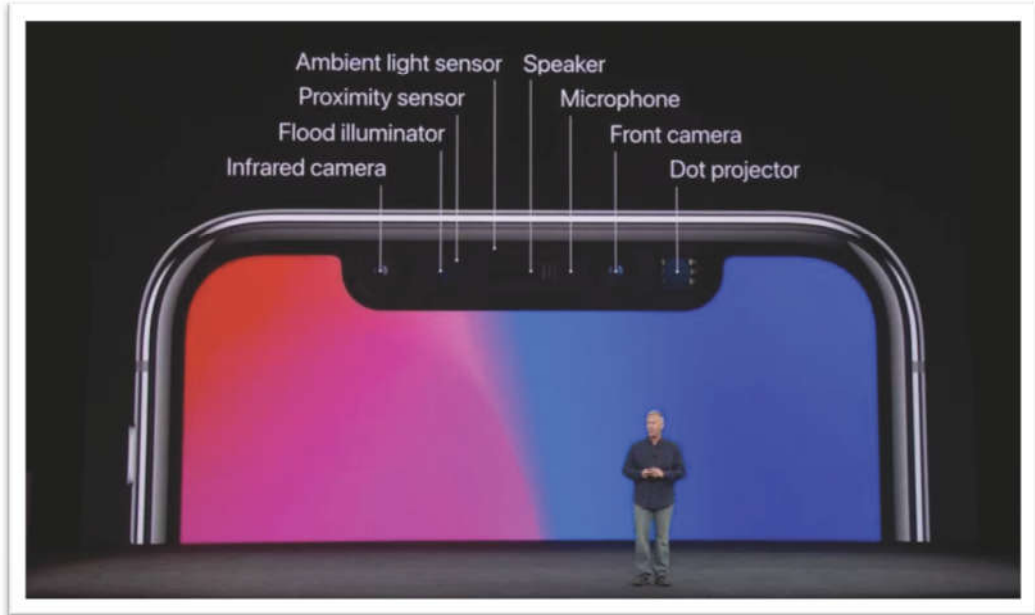 Ambient light sensor Speaker
Proximity sensor Microphone
Flood illuminator Front camera
Infrared camera Dot projector